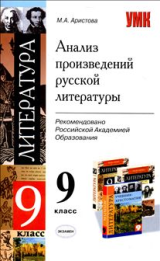 УМК
М.А. Аристова
Анализ
произведений
русской
литературы
Рекомендовано
Российской Академией
Образования
9
класс
ЛИТЕРАТУРА
9
КЛАСС
ЭКЗАМЕН